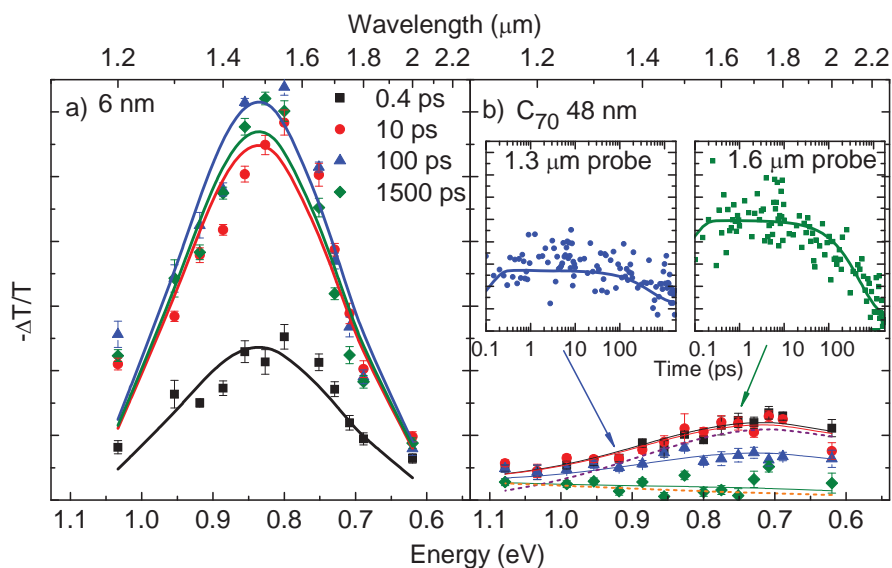 Wavelength (μm)
1.2 1.4 1.6 1.8 2 2.2 1.2 1.4 1.6 1.8 2 2.2
a) 6 nm
0.4 ps
10 ps
100 ps
1500 ps
b) C70 48 nm
1.3 μm probe
1.6 μm probe
-ΔT/T
0.1 1 10 100 0.1 1 10 100
Time (ps)
1.1 1.0 0.9 0.8 0.7 0.6 1.1 1.0 0.9 0.8 0.7 0.6
Energy (eV)